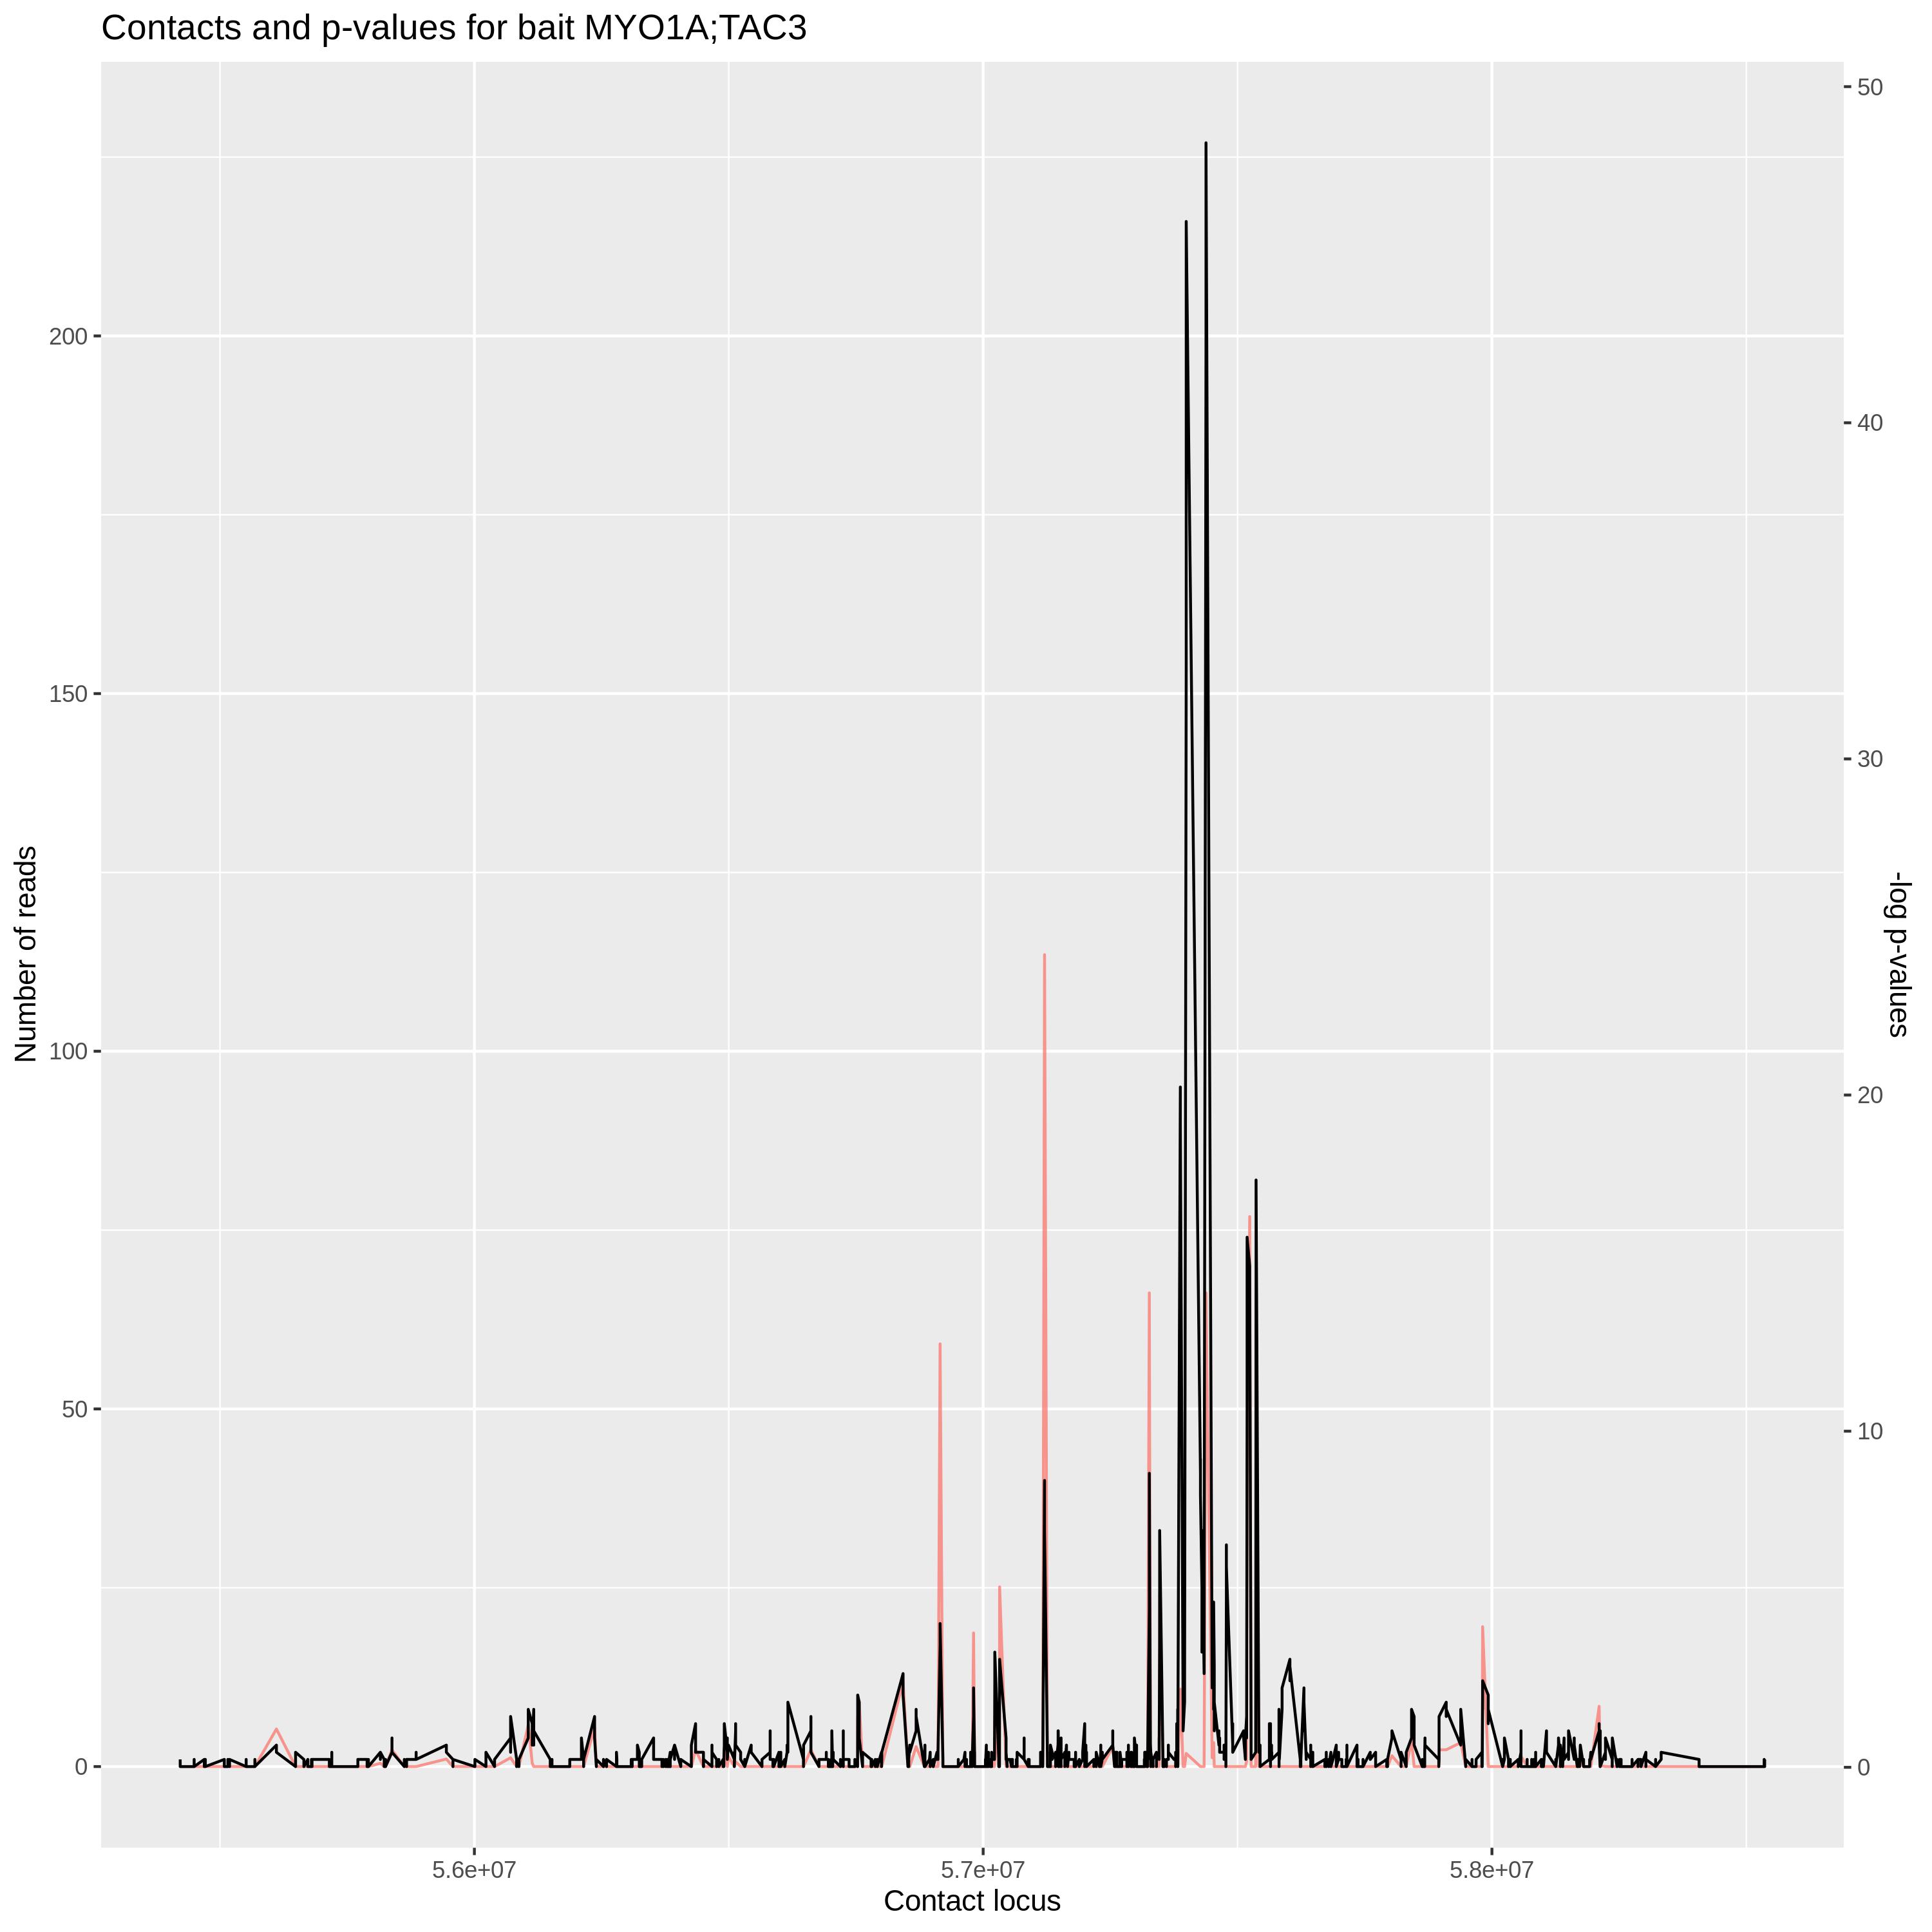 Contacts and p-values for bait MYO1A;TAC3
50
200
40
150
30
Number of reads
-log p-values
100
20
50
10
0
0
5.6e+07
5.7e+07
5.8e+07
Contact locus